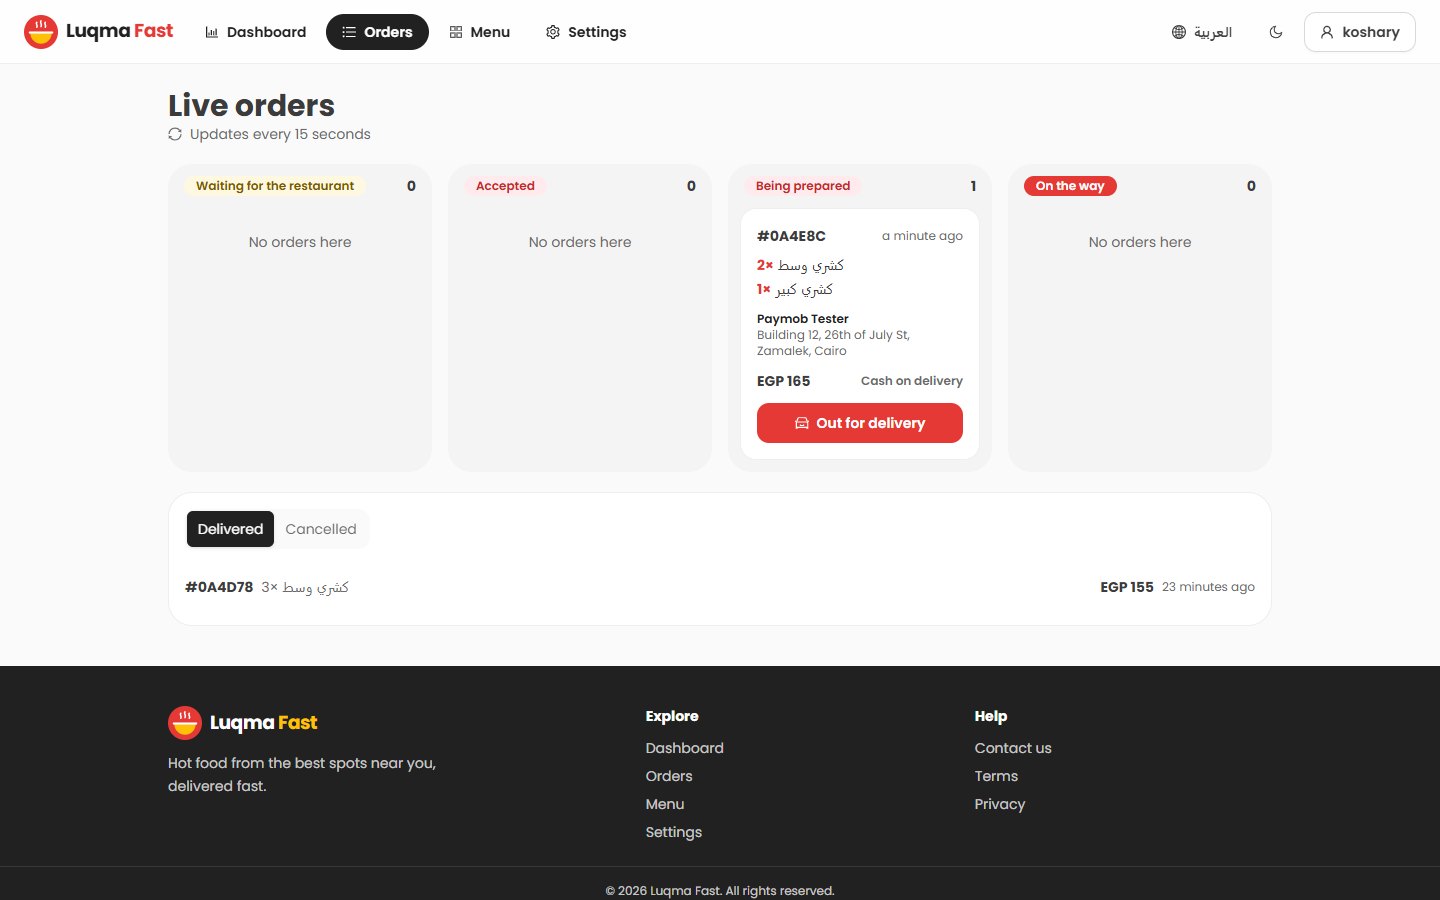 Luqma Fast
Dashboard
Orders
Menu
Settings
العربية
koshary
Live orders
Updates every 15 seconds
Waiting for the restaurant 0
No orders here
Accepted 0
No orders here
Being prepared 1
#0A4E8C a minute ago
2× كشري وسط
1× كشري كبير
Paymob Tester
Building 12, 26th of July St,
Zamalek, Cairo
EGP 165 Cash on delivery
Out for delivery
On the way 0
No orders here
Delivered Cancelled
#0A4D78 3× كشري وسط EGP 155 23 minutes ago
Luqma Fast
Hot food from the best spots near you,
delivered fast.
Explore
Dashboard
Orders
Menu
Settings
Help
Contact us
Terms
Privacy
© 2026 Luqma Fast. All rights reserved.